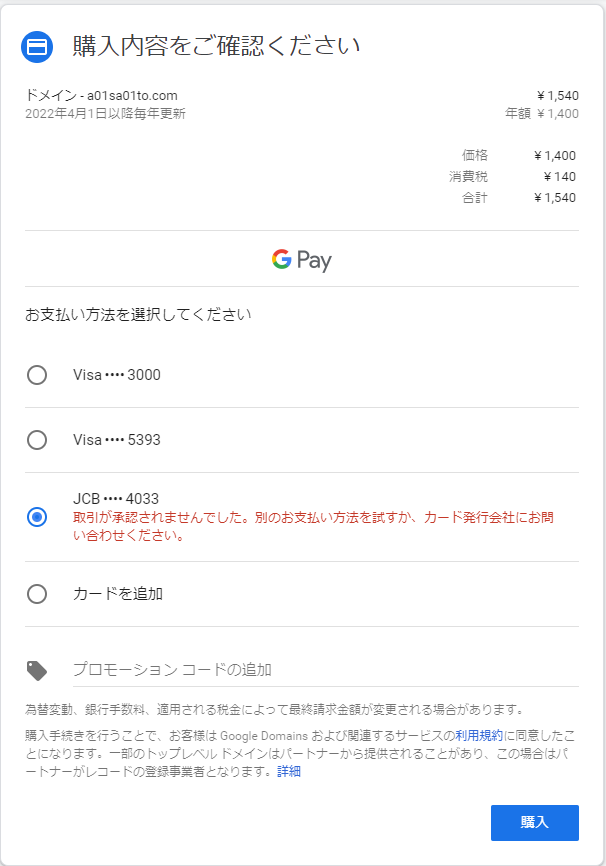 購入内容をご確認ください
ドメイン - a01sa01to.com ¥ 1,540
2022年4月1日以降毎年更新 年額 ¥ 1,400
価格 ¥ 1,400
消費税 ¥ 140
合計 ¥ 1,540
G Pay
お支払い方法を選択してください
Visa •••• 3000
Visa •••• 5393
JCB •••• 4033
取引が承認されませんでした。別のお支払い方法を試すか、カード発行会社にお問
い合わせください。
カードを追加
プロモーション コードの追加
為替変動、銀行手数料、適用される税金によって最終請求金額が変更される場合があります。
購入手続きを行うことで、お客様は Google Domains および関連するサービスの利用規約に同意したこ
とになります。一部のトップレベル ドメインはパートナーから提供されることがあり、この場合はパ
ートナーがレコードの登録事業者となります。詳細
購入